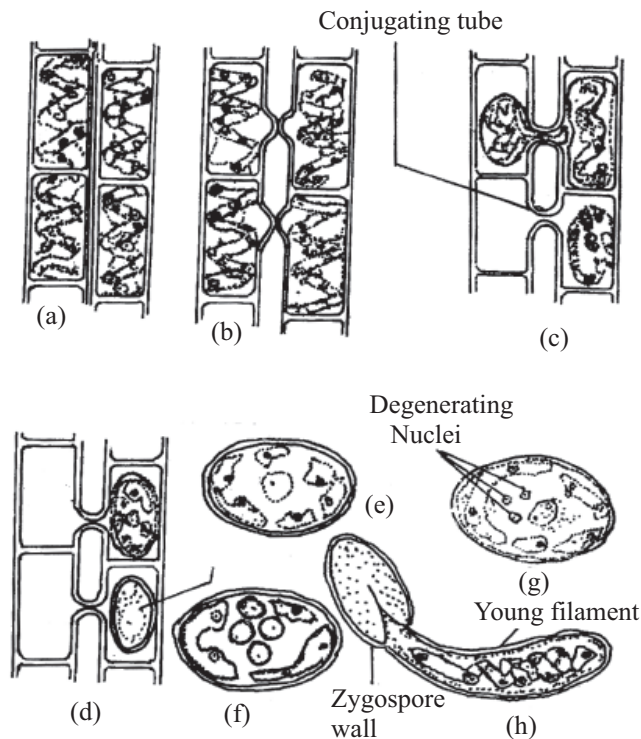 Conjugating tube
(a)
(b)
(c)
Degenerating
Nuclei
(e)
(g)
Young filament
(d)
(f)
Zygospore
wall
(h)